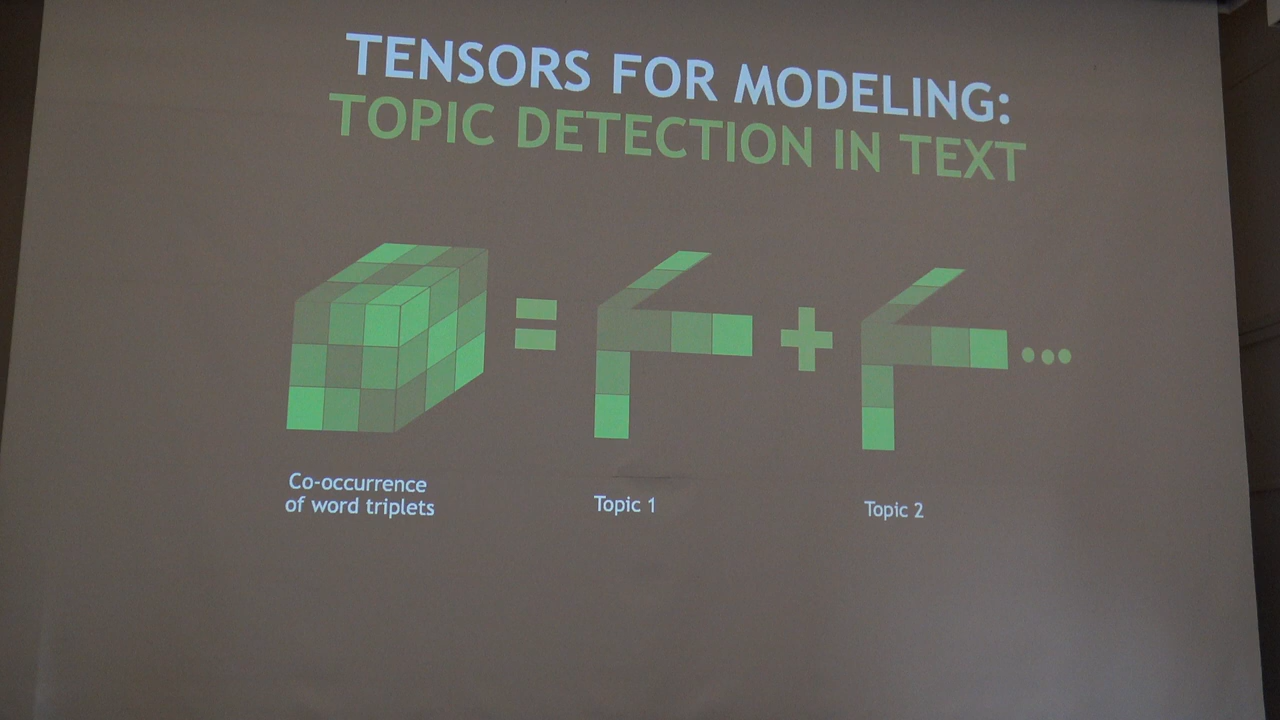 TENSORS FOR MODELING:
TOPIC DETECTION IN TEXT
Co-occurrence
of word triplets
Topic 1
Topic 2